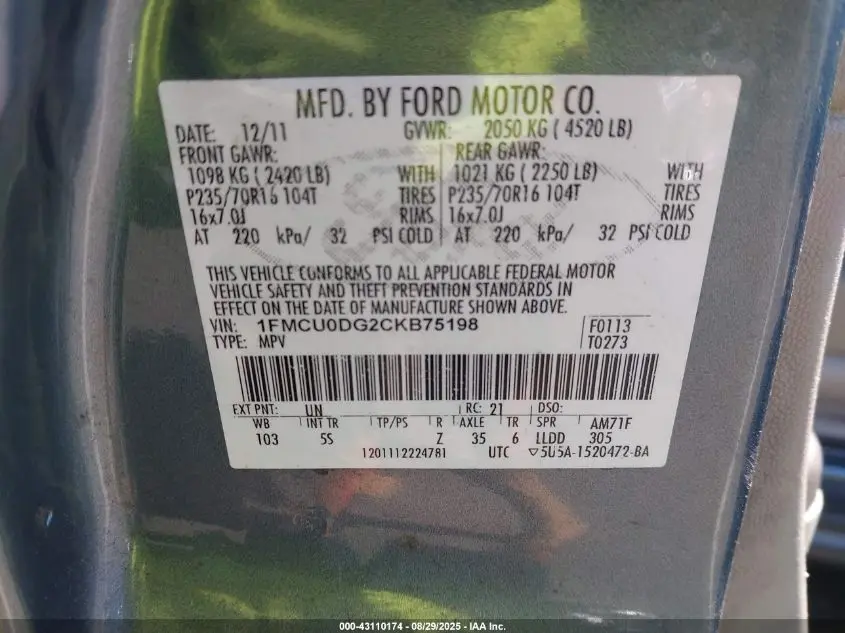 MFD. BY FORD MOTOR CO.
DATE: 12/11 GVWR: 2050 KG ( 4520 LB)
FRONT GAWR: REAR GAWR:
1098 KG ( 2420 LB) WITH 1021 KG ( 2250 LB) WITH
P235/70R16 104T TIRES P235/70R16 104T TIRES
16x7.0J RIMS 16x7.0J RIMS
AT 220 kPa/ 32 PSI COLD AT 220 kPa/ 32 PSI COLD
THIS VEHICLE CONFORMS TO ALL APPLICABLE FEDERAL MOTOR
VEHICLE SAFETY AND THEFT PREVENTION STANDARDS IN
EFFECT ON THE DATE OF MANUFACTURE SHOWN ABOVE.
VIN: 1FMCU0DG2CKB75198 F0113
TYPE: MPV T0273
EXT PNT: UN RC: 21 DSO:
WB INT TR TP/PS R AXLE TR SPR AM71F
103 5S Z 35 6 LLDD 305
1201112224781 UTC ▽5U5A-1520472-BA
000-43110174 - 08/29/2025 - IAA Inc.